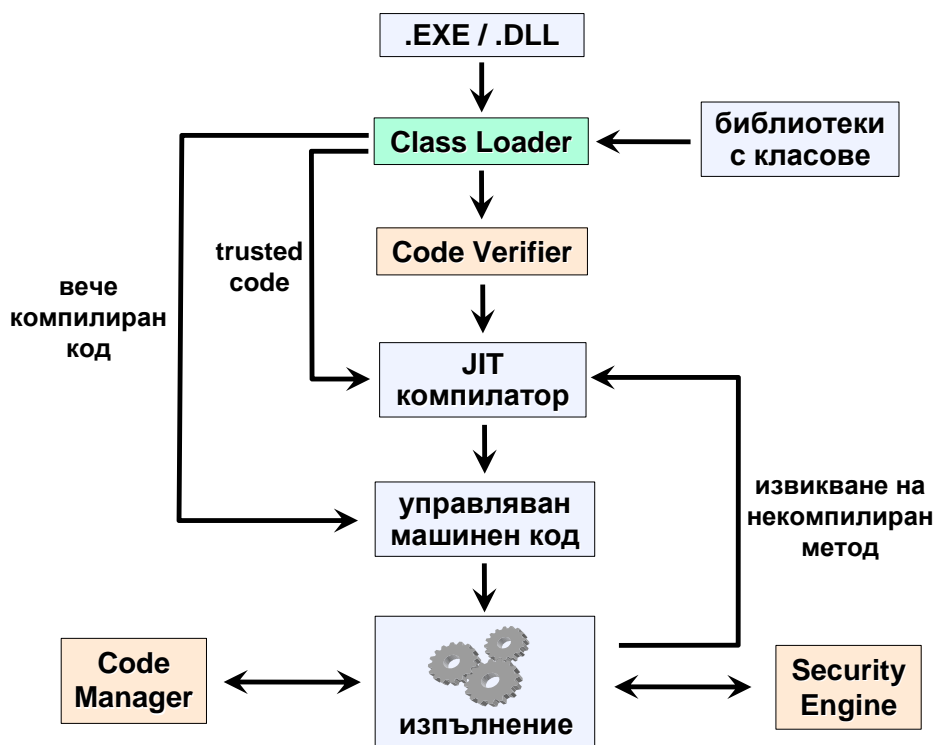 .EXE / .DLL
Class Loader
библиотеки
с класове
Code Verifier
trusted
code
вече
компилиран
код
JIT
компилатор
управляван
машинен код
извикване на
некомпилиран
метод
Code
Manager
изпълнение
Security
Engine